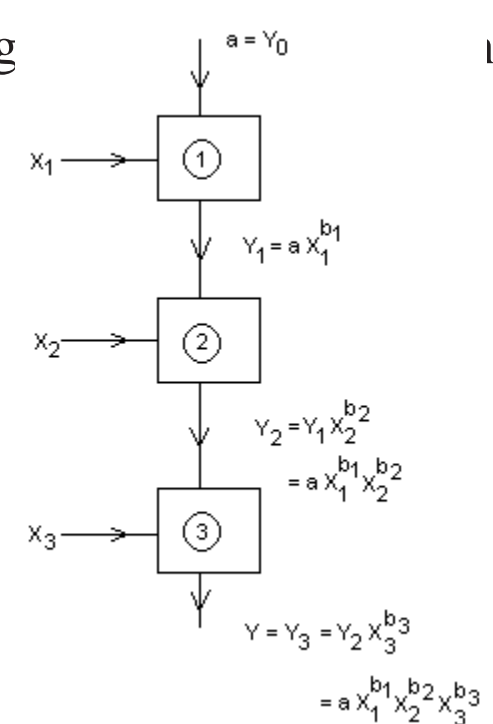 g
a = Y₀
X₁
1
Y₁ = a X₁^b₁
X₂
2
Y₂ = Y₁ X₂^b₂
= a X₁^b₁ X₂^b₂
X₃
3
Y = Y₃ = Y₂ X₃^b₃
= a X₁^b₁ X₂^b₂ X₃^b₃